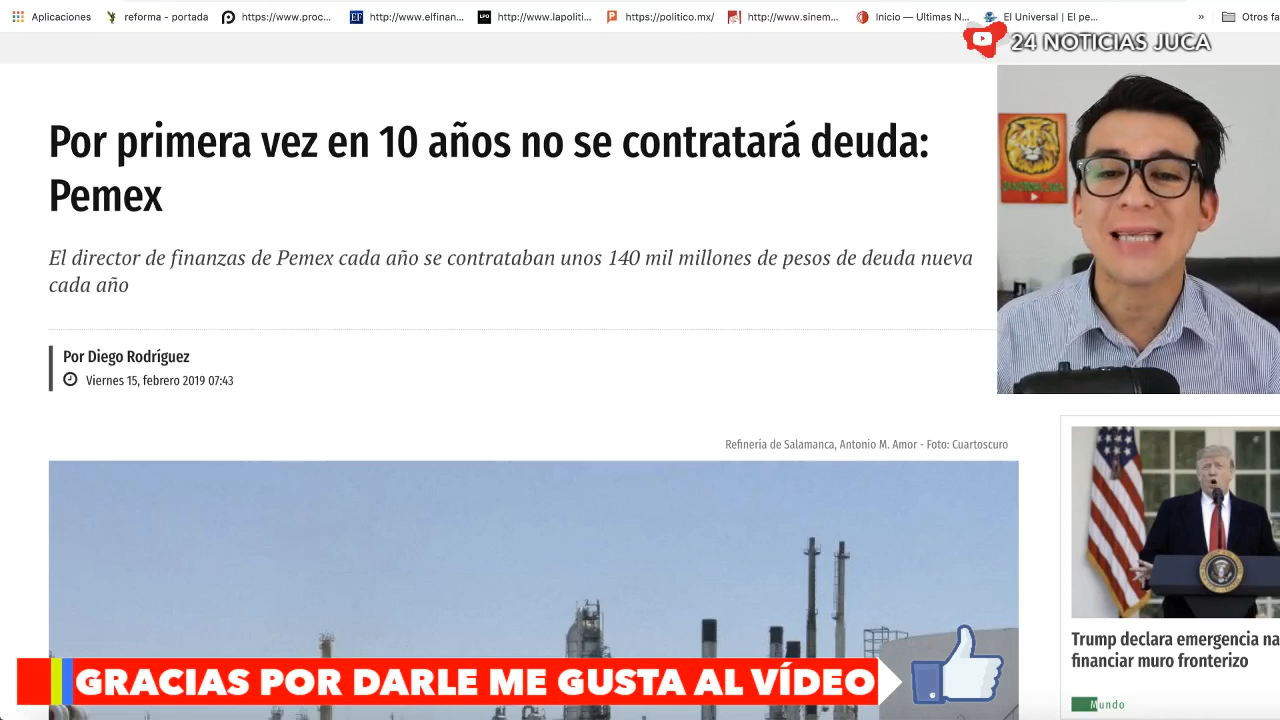 Aplicaciones
reforma - portada
https://www.proc...
http://www.elfinan...
http://www.lapoliti...
https://politico.mx/
http://www.sinem...
Inicio — Ultimas N...
El Universal | El pe...
»
Otros fa
24 NOTICIAS JUCA
Por primera vez en 10 años no se contratará deuda:
Pemex
El director de finanzas de Pemex cada año se contrataban unos 140 mil millones de pesos de deuda nueva
cada año
Por Diego Rodríguez
Viernes 15, febrero 2019 07:43
Refinería de Salamanca, Antonio M. Amor - Foto: Cuartoscuro
GRACIAS POR DARLE ME GUSTA AL VÍDEO
Trump declara emergencia na
financiar muro fronterizo
Mundo